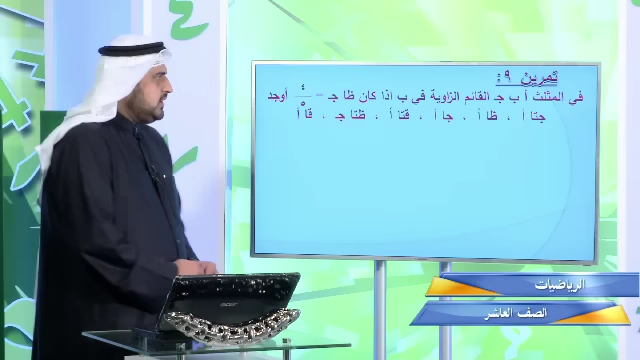 تمرين ٩:
في المثلث أ ب جـ القائم الزاوية في ب اذا كان ظا جـ = أوجد
جتا أ ، ظا أ ، جا أ ، قتا أ ، ظتا جـ ، قا أ
الرياضيات
الصف العاشر
acer